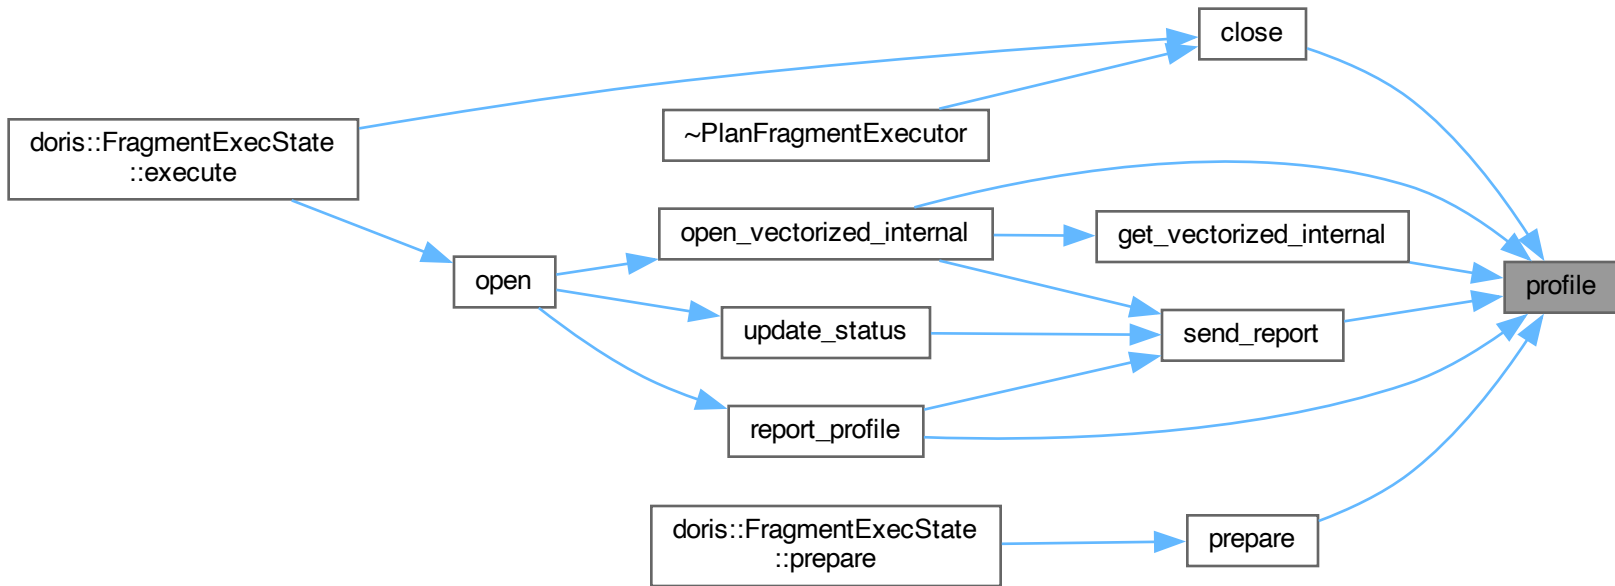 close
~PlanFragmentExecutor
doris::FragmentExecState
::execute
open_vectorized_internal
get_vectorized_internal
open
profile
update_status
send_report
report_profile
doris::FragmentExecState
::prepare
prepare